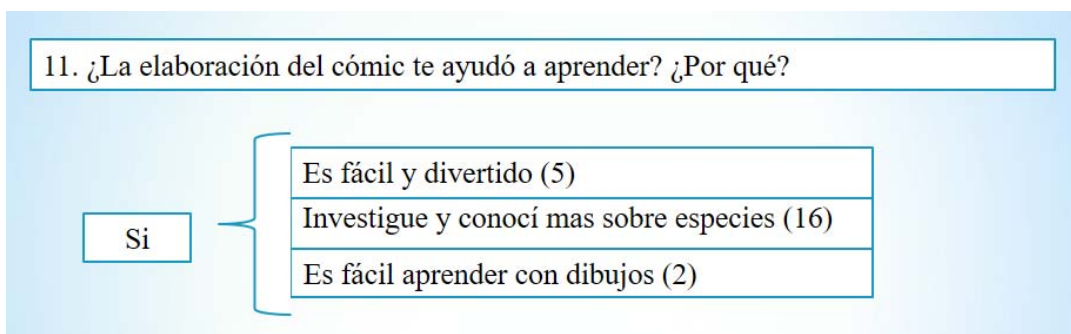 11. ¿La elaboración del cómic te ayudó a aprender? ¿Por qué?
Si
Es fácil y divertido (5)
Investigue y conocí mas sobre especies (16)
Es fácil aprender con dibujos (2)